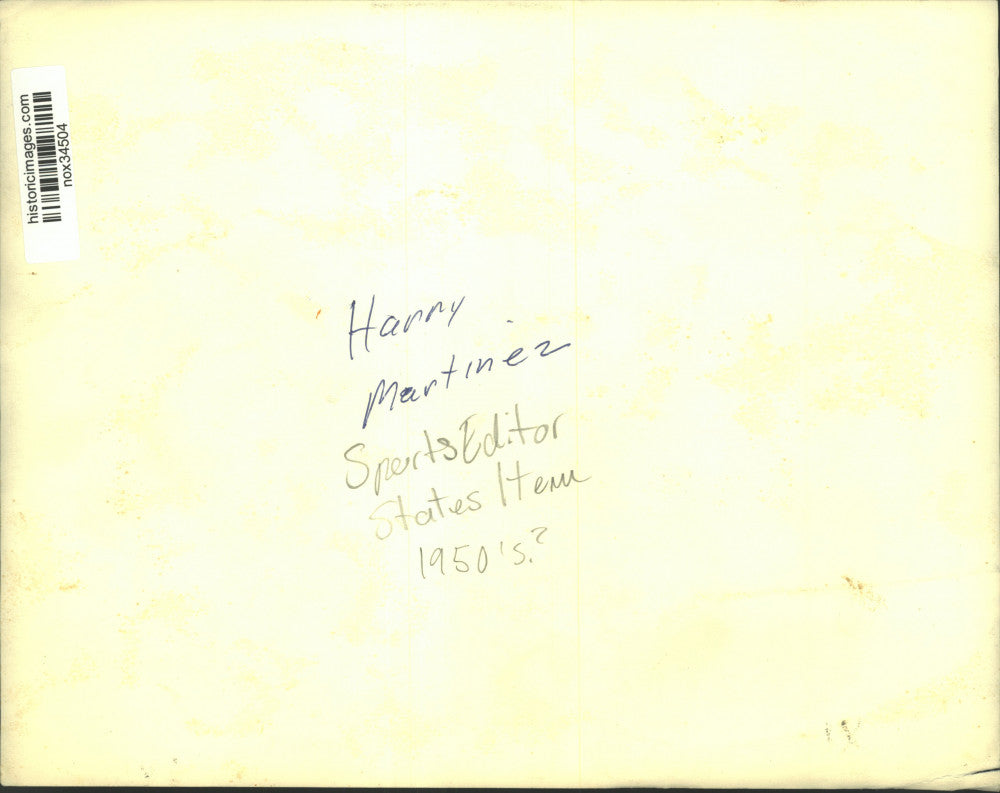 historicimages.com
nox34504
Harry
Martinez
Sports Editor
States Item
1950's?